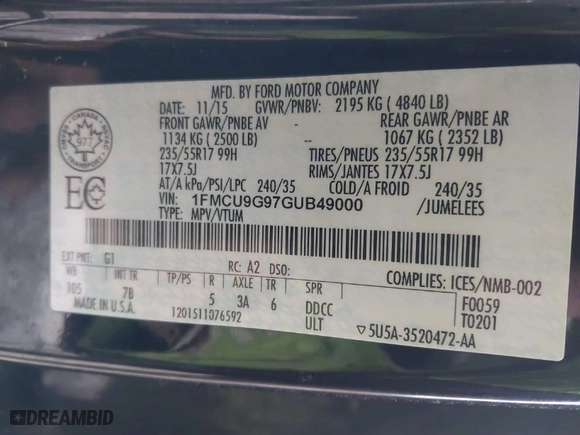 MFD. BY FORD MOTOR COMPANY
DATE: 11/15 GVWR/PNBV: 2195 KG ( 4840 LB)
FRONT GAWR/PNBE AV REAR GAWR/PNBE AR
1134 KG ( 2500 LB) -- 1067 KG ( 2352 LB)
235/55R17 99H TIRES/PNEUS 235/55R17 99H
17X7.5J RIMS/JANTES 17X7.5J
AT/A kPa/PSI/LPC 240/35 COLD/A FROID 240/35
VIN: 1FMCU9G97GUB49000 /JUMELEES
TYPE: MPV/VTUM
CANADA
977
TRANSPORT
EC
EXT PNT: G1 RC: A2 DSO: COMPLIES: ICES/NMB-002
WB INT TR TP/PS R AXLE TR SPR F0059
105 7B 5 3A 6 DDCC T0201
MADE IN U.S.A. 1201511076592 ULT ▽5U5A-3520472-AA
DREAMBID